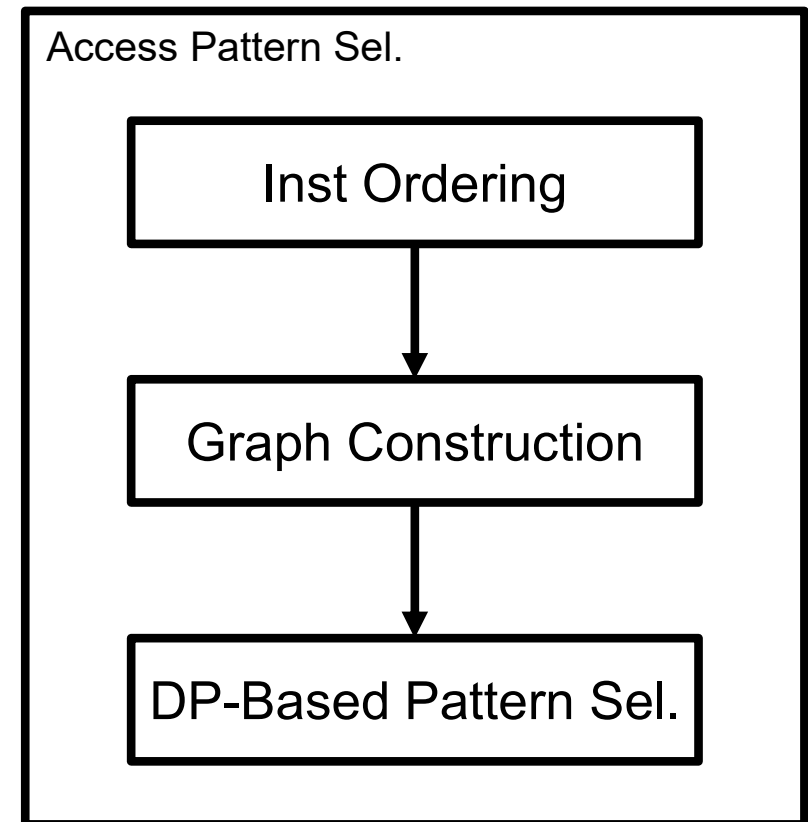 Access Pattern Sel.
Inst Ordering
Graph Construction
DP-Based Pattern Sel.